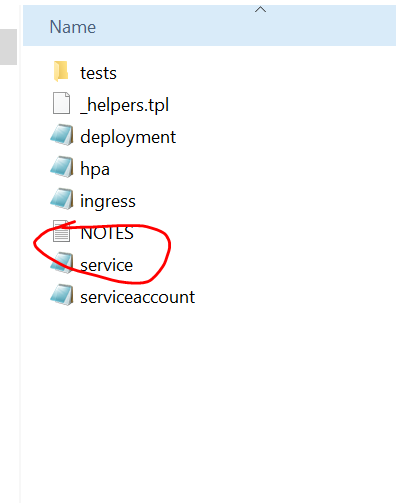 Name
tests
_helpers.tpl
deployment
hpa
ingress
NOTES
service
serviceaccount